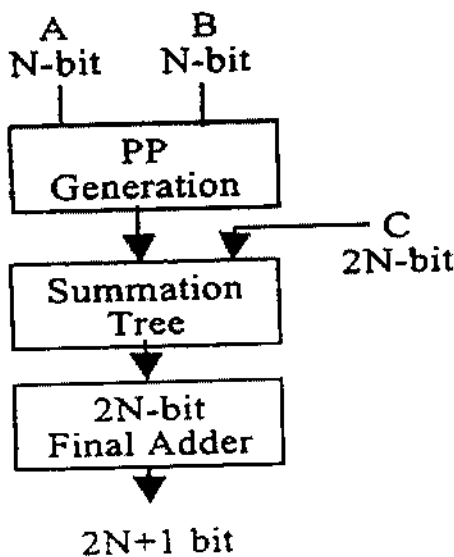 A
N-bit
B
N-bit
PP
Generation
C
2N-bit
Summation
Tree
2N-bit
Final Adder
2N+1 bit